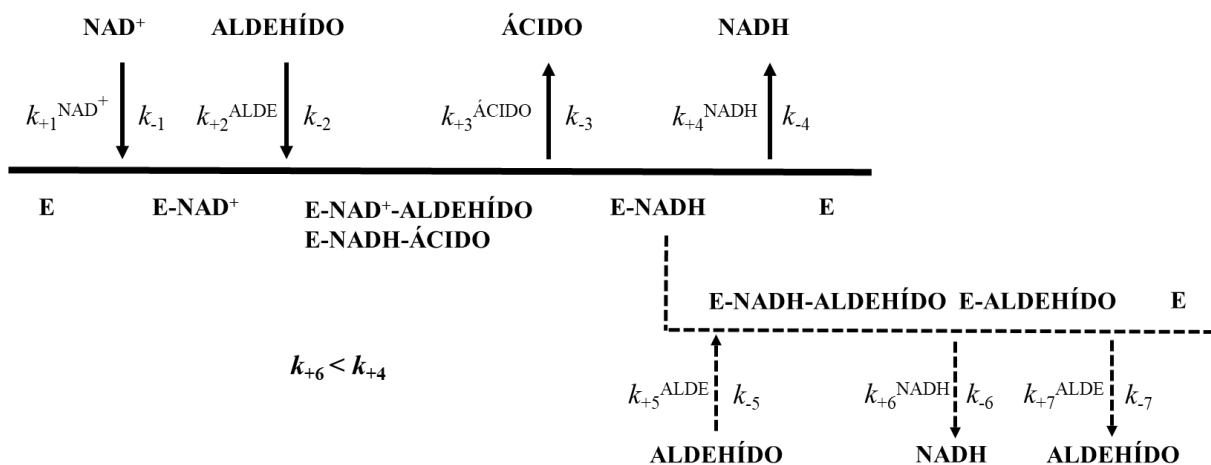 NAD⁺ ALDEHÍDO ÁCIDO NADH
k₊₁ᴺᴬᴰ⁺ k₋₁ k₊₂ᴬᴸᴰᴱ k₋₂ k₊₃ÁCIDO k₋₃ k₊₄ᴺᴬᴰᴴ k₋₄
E E-NAD⁺ E-NAD⁺-ALDEHÍDO E-NADH E
E-NADH-ÁCIDO
E-NADH-ALDEHÍDO E-ALDEHÍDO E
k₊₆ < k₊₄
k₊₅ᴬᴸᴰᴱ k₋₅ k₊₆ᴺᴬᴰᴴ k₋₆ k₊₇ᴬᴸᴰᴱ k₋₇
ALDEHÍDO NADH ALDEHÍDO